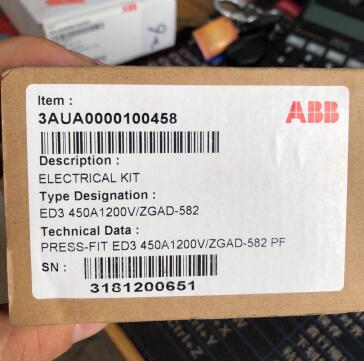 Item :
ABB
3AUA0000100458
Description :
ELECTRICAL KIT
Type Designation :
ED3 450A1200V/ZGAD-582
Technical Data :
PRESS-FIT ED3 450A1200V/ZGAD-582 PF
SN :
3181200651